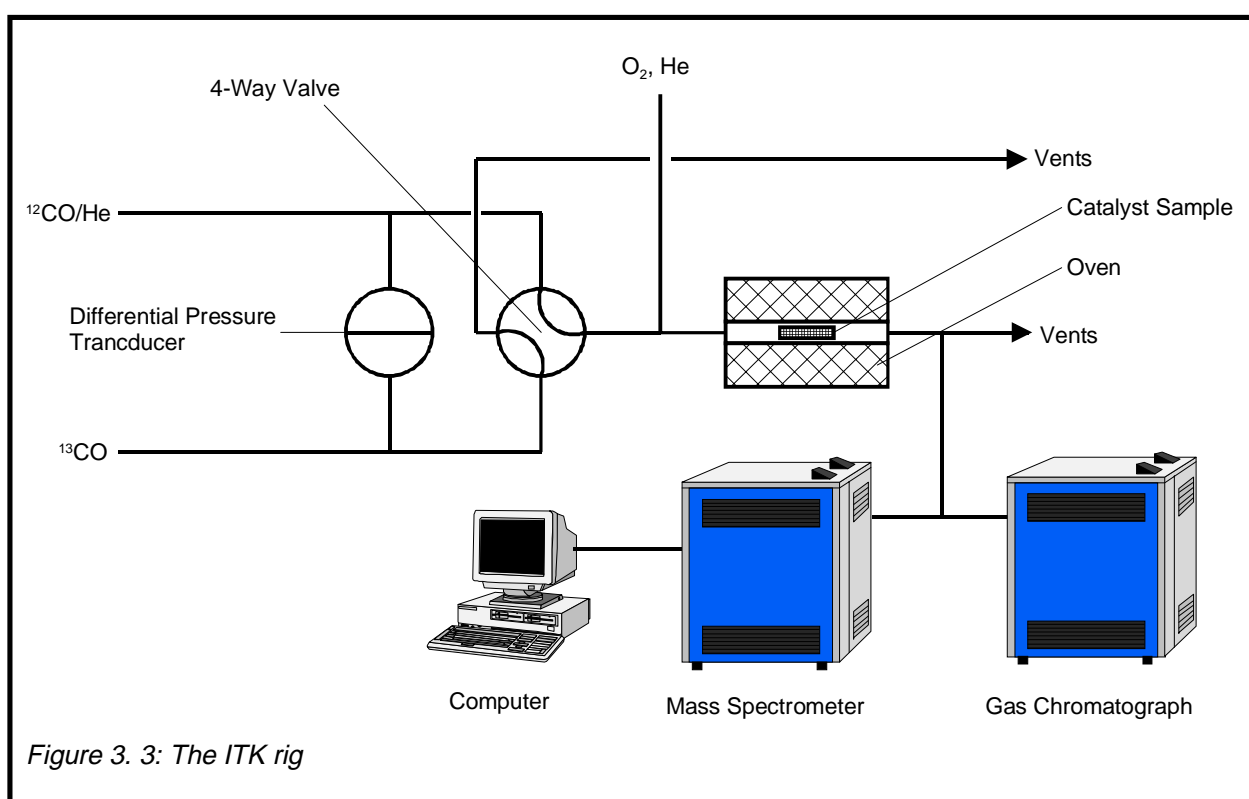 O₂, He
4-Way Valve
Vents
¹²CO/He
Catalyst Sample
Oven
Differential Pressure
Trancducer
Vents
¹³CO
Computer
Mass Spectrometer
Gas Chromatograph
Figure 3. 3: The ITK rig